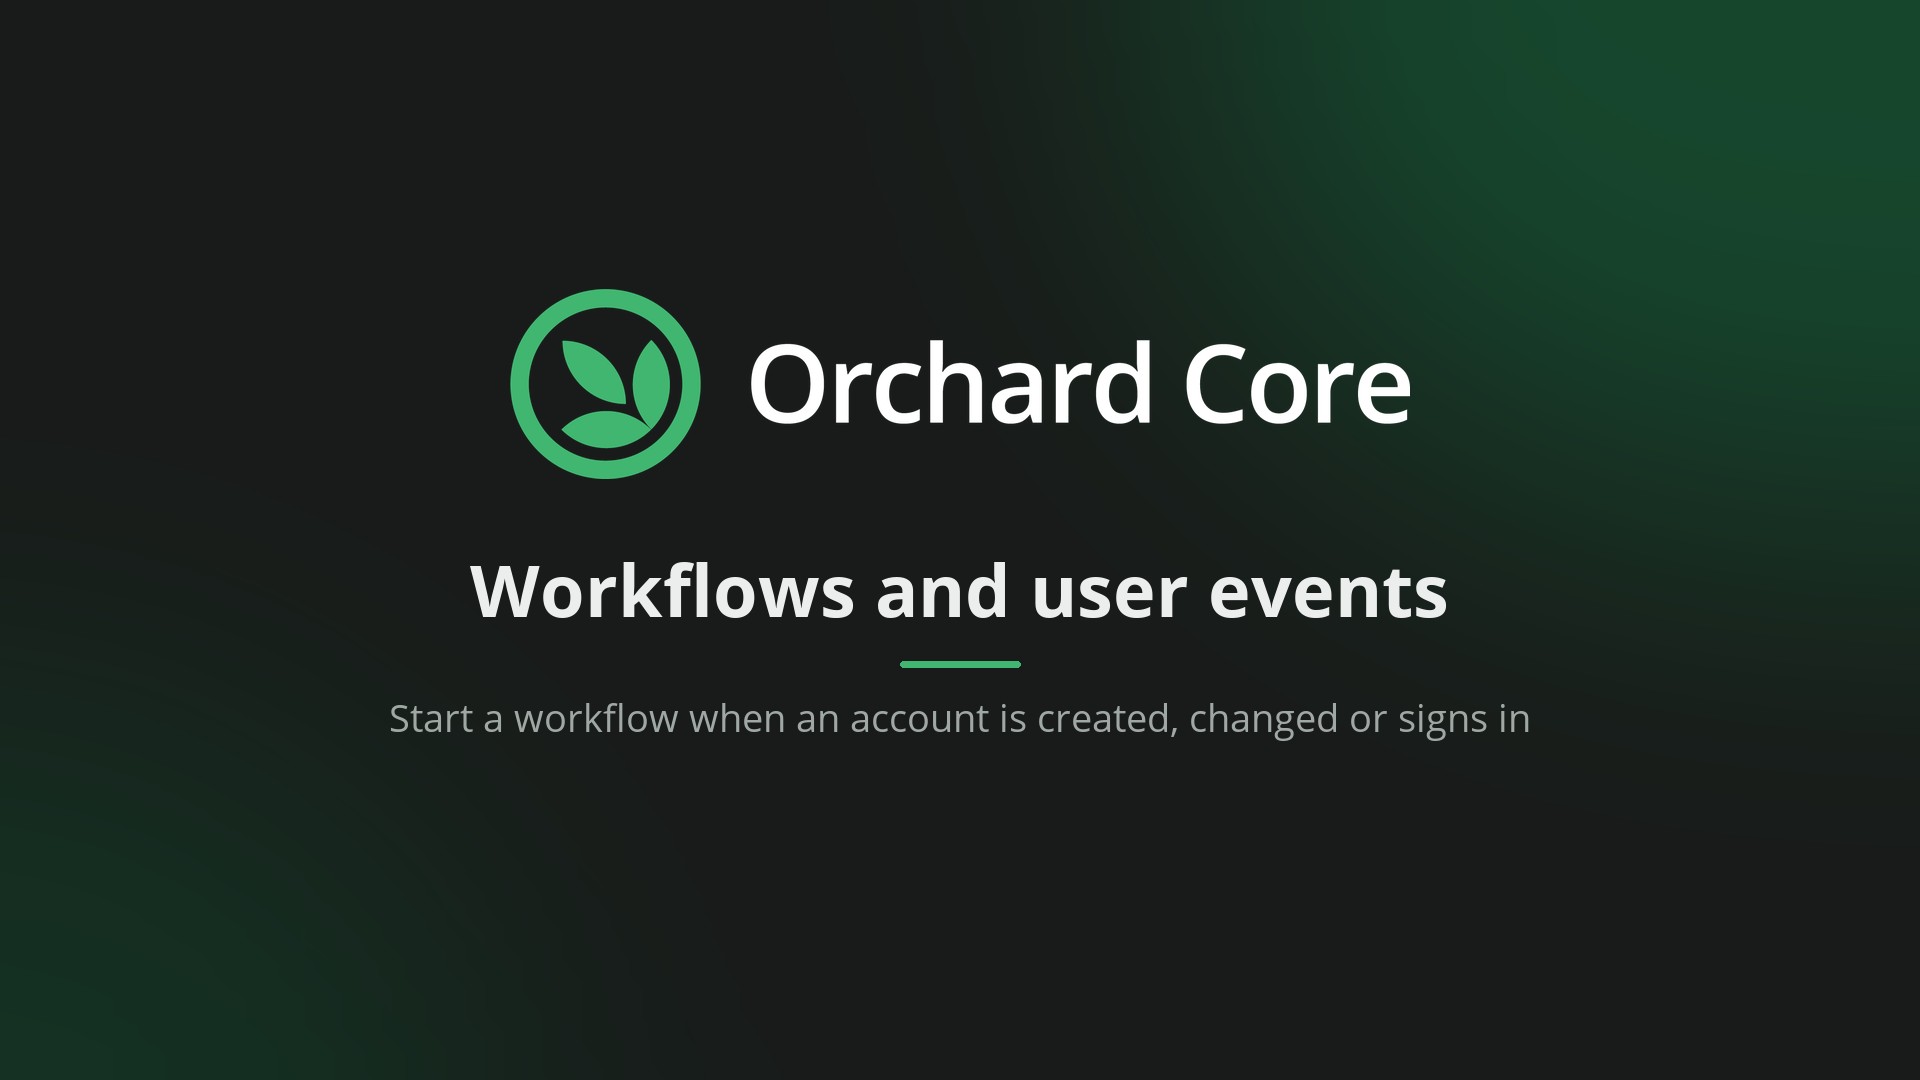 Orchard Core
Workflows and user events
Start a workflow when an account is created, changed or signs in